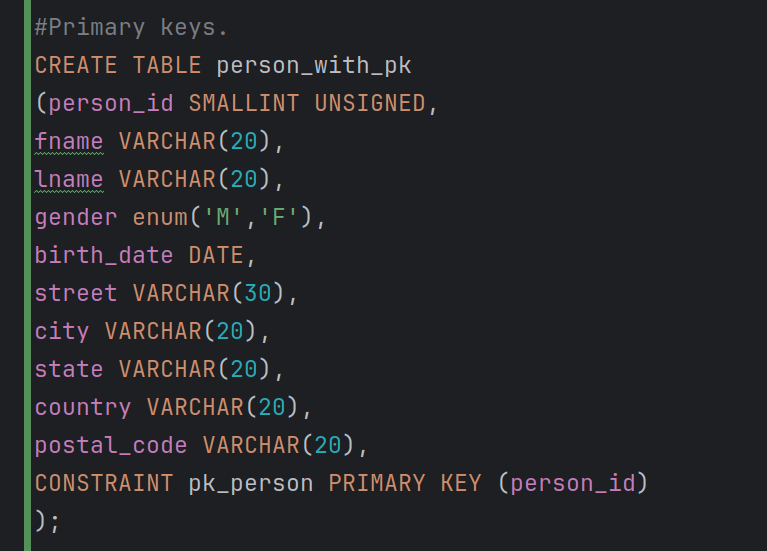 #Primary keys.
CREATE TABLE person_with_pk
(person_id SMALLINT UNSIGNED,
fname VARCHAR(20),
lname VARCHAR(20),
gender enum('M','F'),
birth_date DATE,
street VARCHAR(30),
city VARCHAR(20),
state VARCHAR(20),
country VARCHAR(20),
postal_code VARCHAR(20),
CONSTRAINT pk_person PRIMARY KEY (person_id)
);